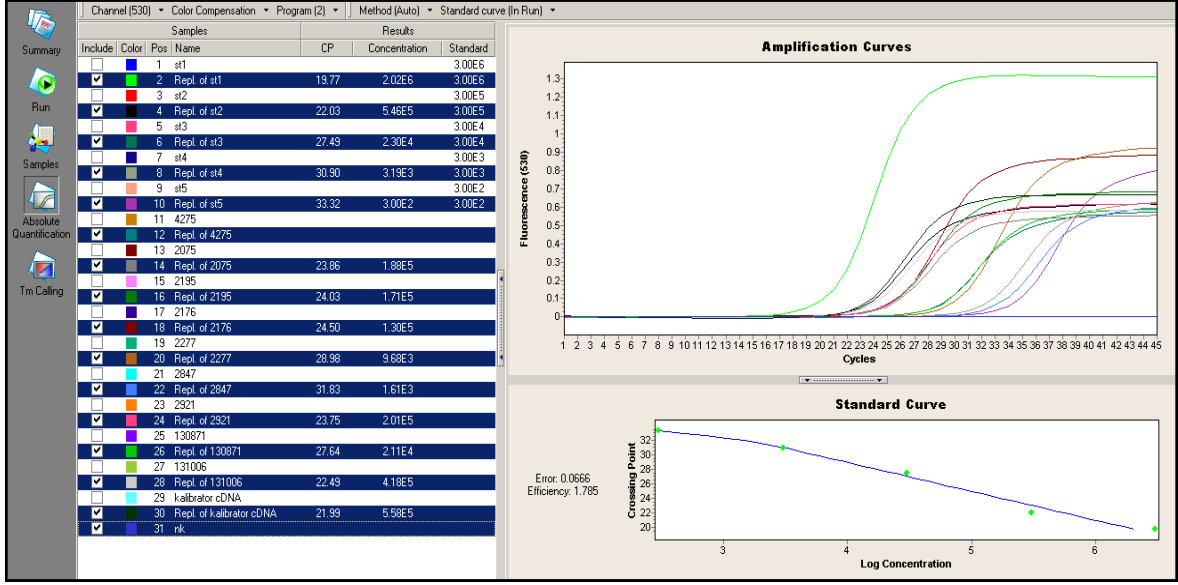 Channel (530) Color Compensation Program (2) Method (Auto) Standard curve (In Run)
Summary
Run
Samples
Absolute
Quantification
Tm Calling
Samples Results
Include Color Pos Name CP Concentration Standard
1 st1 3.00E6
2 Repl. of st1 19.77 2.02E6 3.00E6
3 st2 3.00E5
4 Repl. of st2 22.03 5.46E5 3.00E5
5 st3 3.00E4
6 Repl. of st3 27.49 2.30E4 3.00E4
7 st4 3.00E3
8 Repl. of st4 30.90 3.19E3 3.00E3
9 st5 3.00E2
10 Repl. of st5 33.32 3.00E2 3.00E2
11 4275
12 Repl. of 4275
13 2075
14 Repl. of 2075 23.86 1.88E5
15 2195
16 Repl. of 2195 24.03 1.71E5
17 2176
18 Repl. of 2176 24.50 1.30E5
19 2277
20 Repl. of 2277 28.98 9.68E3
21 2847
22 Repl. of 2847 31.83 1.61E3
23 2921
24 Repl. of 2921 23.75 2.01E5
25 130871
26 Repl. of 130871 27.64 2.11E4
27 131006
28 Repl. of 131006 22.49 4.18E5
29 kalibrator cDNA
30 Repl. of kalibrator cDNA 21.99 5.58E5
31 nk
Amplification Curves
Fluorescence (530)
1.3
1.2
1.1
1
0.9
0.8
0.7
0.6
0.5
0.4
0.3
0.2
0.1
0
1 2 3 4 5 6 7 8 9 10 11 12 13 14 15 16 17 18 19 20 21 22 23 24 25 26 27 28 29 30 31 32 33 34 35 36 37 38 39 40 41 42 43 44 45
Cycles
Standard Curve
Error: 0.0666
Efficiency: 1.785
Crossing Point
32
30
28
26
24
22
20
3 4 5 6
Log Concentration